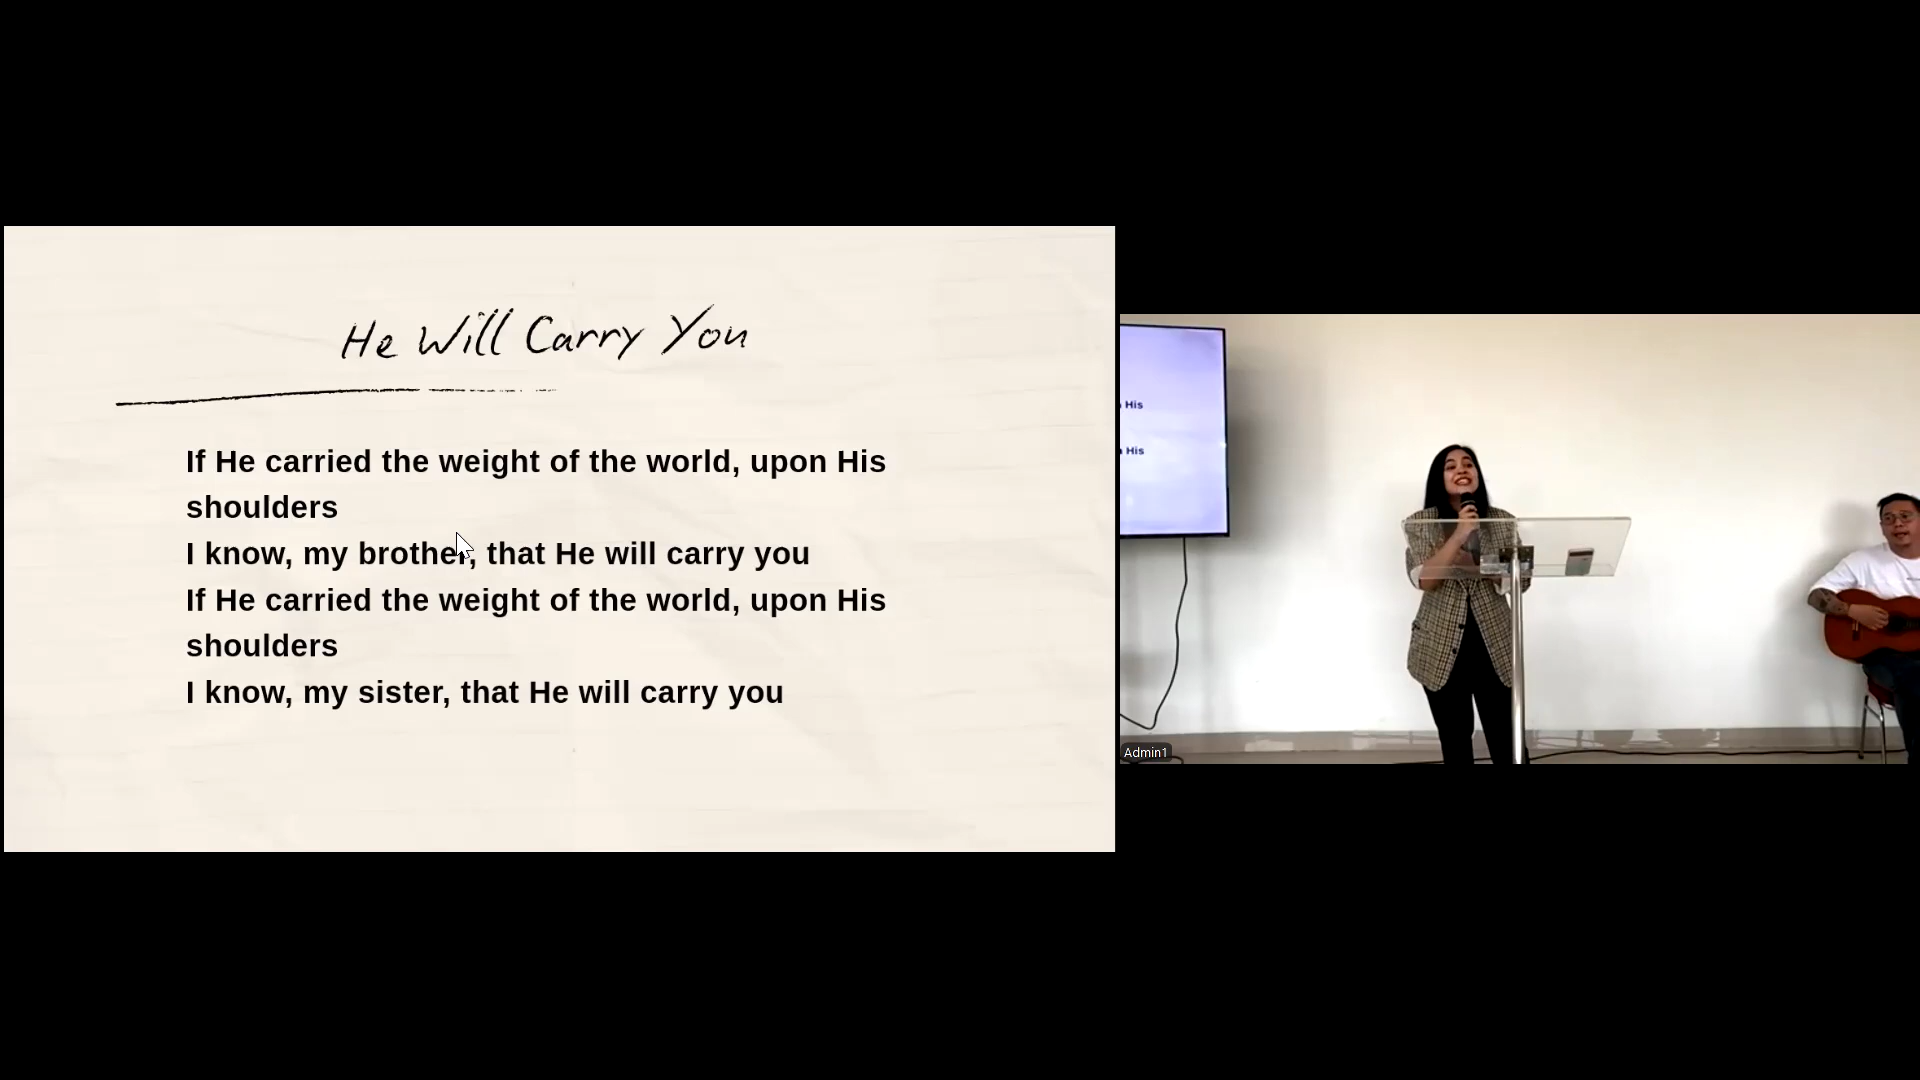 He Will Carry You
If He carried the weight of the world, upon His
shoulders
I know, my brother, that He will carry you
If He carried the weight of the world, upon His
shoulders
I know, my sister, that He will carry you
His
His
Admin1